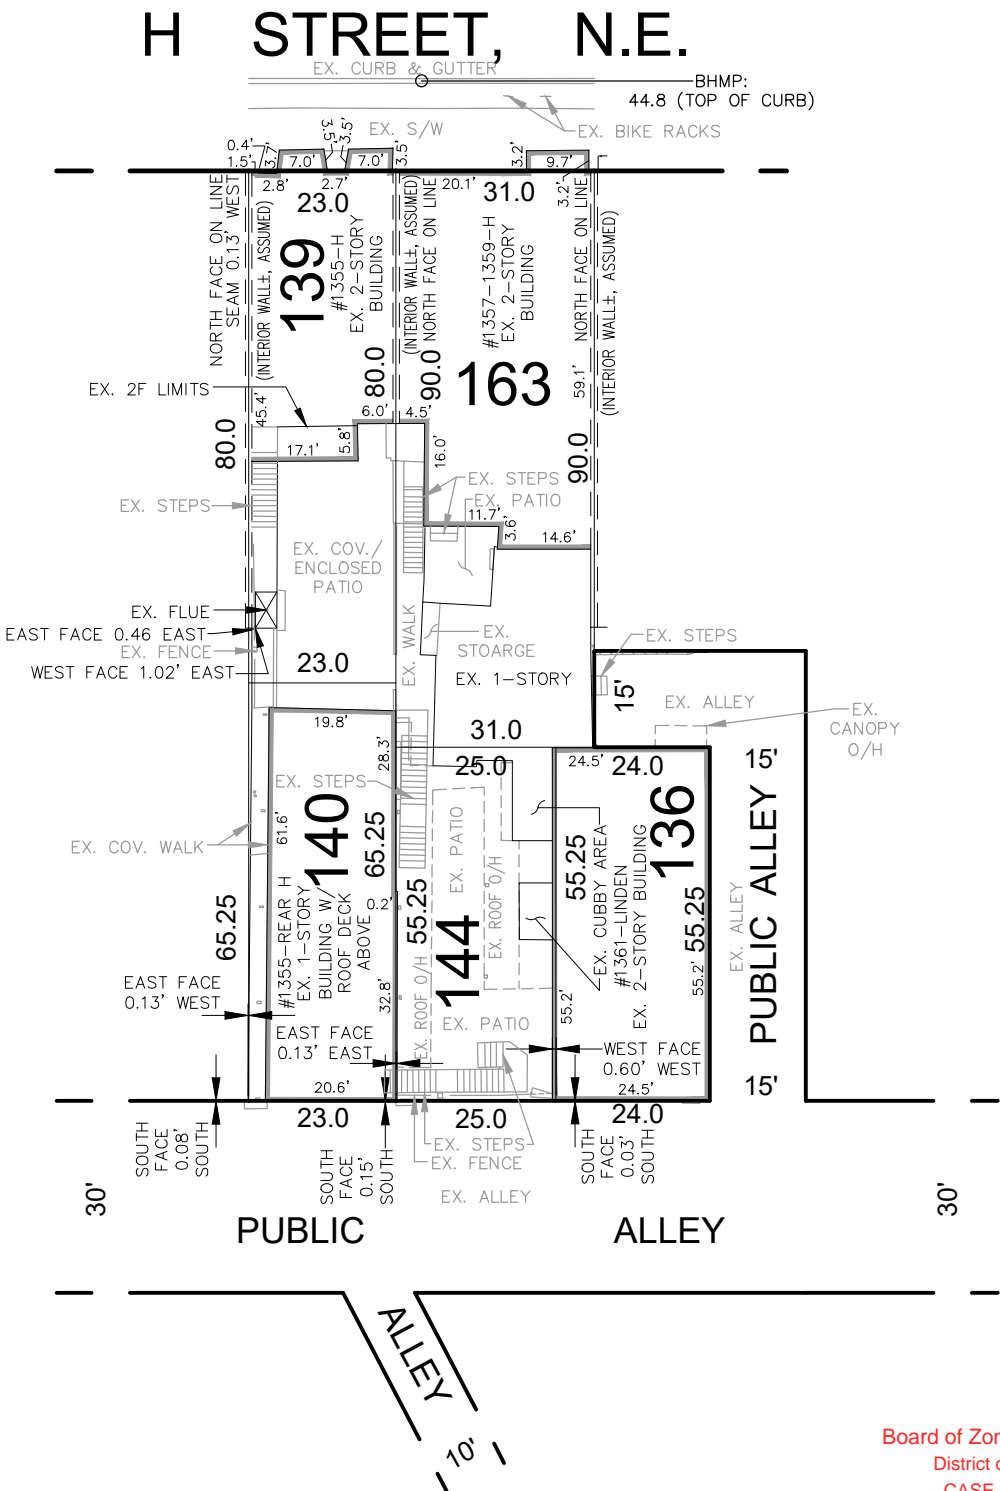 H STREET, N.E.
EX. CURB & GUTTER
BHMP:
44.8 (TOP OF CURB)
EX. S/W
EX. BIKE RACKS
0.4'
1.5'
7.0'
3.5'
3.5'
7.0'
3.5'
3.2'
9.7'
2.8'
2.7'
20.1'
3.2'
23.0
31.0
NORTH FACE ON LINE
SEAM 0.13' WEST
(INTERIOR WALL±, ASSUMED)
139
#1355-H
EX. 2-STORY
BUILDING
(INTERIOR WALL±, ASSUMED)
NORTH FACE ON LINE
#1357-1359-H
EX. 2-STORY
BUILDING
NORTH FACE ON LINE
(INTERIOR WALL±, ASSUMED)
163
80.0
90.0
59.1'
EX. 2F LIMITS
45.4'
6.0'
4.5'
80.0
17.1'
5.8'
16.0'
90.0
EX. STEPS
EX. STEPS
EX. PATIO
11.7'
3.6'
14.6'
EX. COV./
ENCLOSED
PATIO
EX. FLUE
EAST FACE 0.46 EAST
EX. FENCE
WEST FACE 1.02' EAST
23.0
EX. WALK
EX.
STOARGE
EX. 1-STORY
EX. STEPS
15'
EX. ALLEY
EX.
CANOPY
O/H
19.8'
28.3'
31.0
25.0
24.5'
24.0
15'
EX. STEPS
EX. COV. WALK
61.6'
140
65.25
#1355-REAR H
EX. 1-STORY
BUILDING W/
ROOF DECK
ABOVE
0.2'
32.8'
65.25
55.25
EX. PATIO
EX. ROOF O/H
144
EX. ROOF O/H
EX. PATIO
55.25
EX. CUBBY AREA
#1361-LINDEN
EX. 2-STORY BUILDING
136
55.25
55.2'
55.2'
EX. ALLEY
PUBLIC ALLEY
EAST FACE
0.13' WEST
EAST FACE
0.13' EAST
WEST FACE
0.60' WEST
20.6'
24.5'
15'
23.0
25.0
24.0
SOUTH
FACE
0.08'
SOUTH
SOUTH
FACE
0.15'
SOUTH
EX. STEPS
EX. FENCE
EX. ALLEY
SOUTH
FACE
0.03'
SOUTH
30'
30'
PUBLIC ALLEY
ALLEY
10'
Board of Zon
District o
CASE